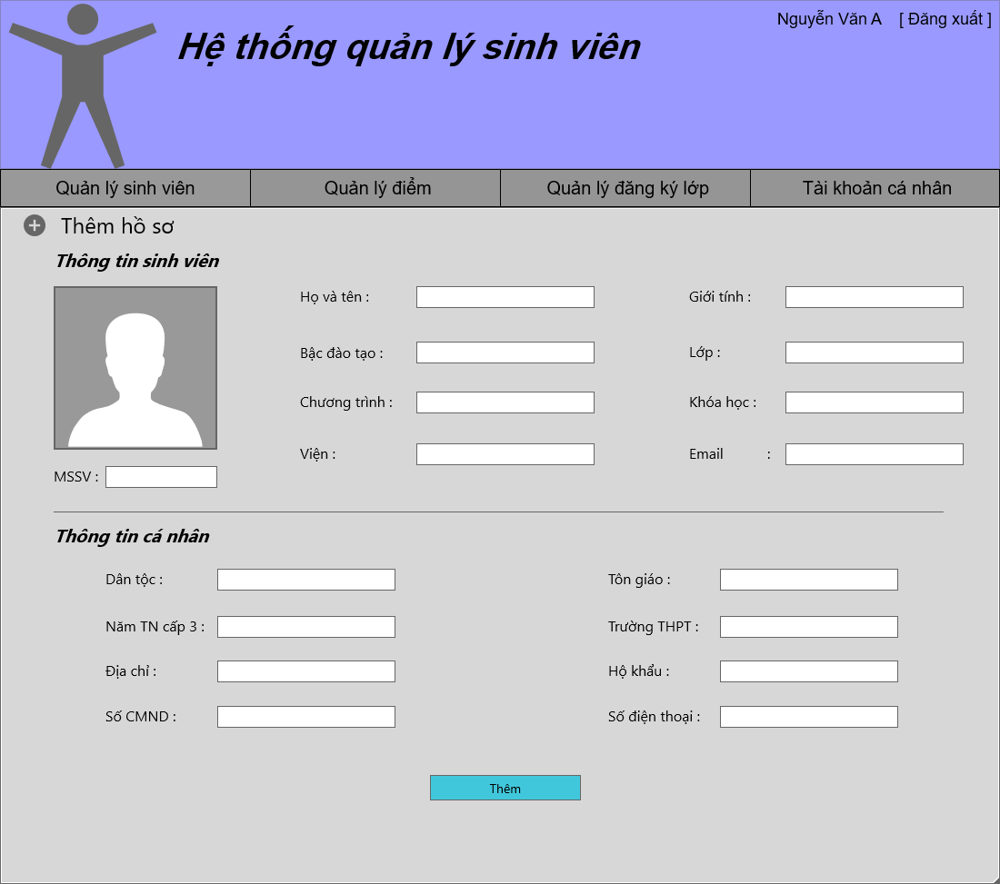 Nguyễn Văn A [ Đăng xuất ]
Hệ thống quản lý sinh viên
Quản lý sinh viên Quản lý điểm Quản lý đăng ký lớp Tài khoản cá nhân
Thêm hồ sơ
Thông tin sinh viên
Họ và tên : Giới tính :
Bậc đào tạo : Lớp :
Chương trình : Khóa học :
Viện : Email :
MSSV :
Thông tin cá nhân
Dân tộc : Tôn giáo :
Năm TN cấp 3 : Trường THPT :
Địa chỉ : Hộ khẩu :
Số CMND : Số điện thoại :
Thêm